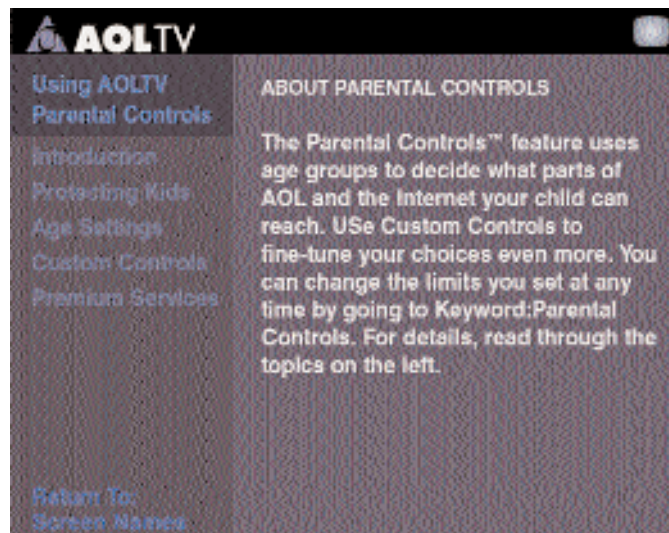 AOLTV
Using AOLTV
Parental Controls
Introduction
Protecting Kids
Age Settings
Custom Controls
Premium Services
Return To:
Screen Names
ABOUT PARENTAL CONTROLS
The Parental Controls™ feature uses
age groups to decide what parts of
AOL and the Internet your child can
reach. USe Custom Controls to
fine-tune your choices even more. You
can change the limits you set at any
time by going to Keyword:Parental
Controls. For details, read through the
topics on the left.